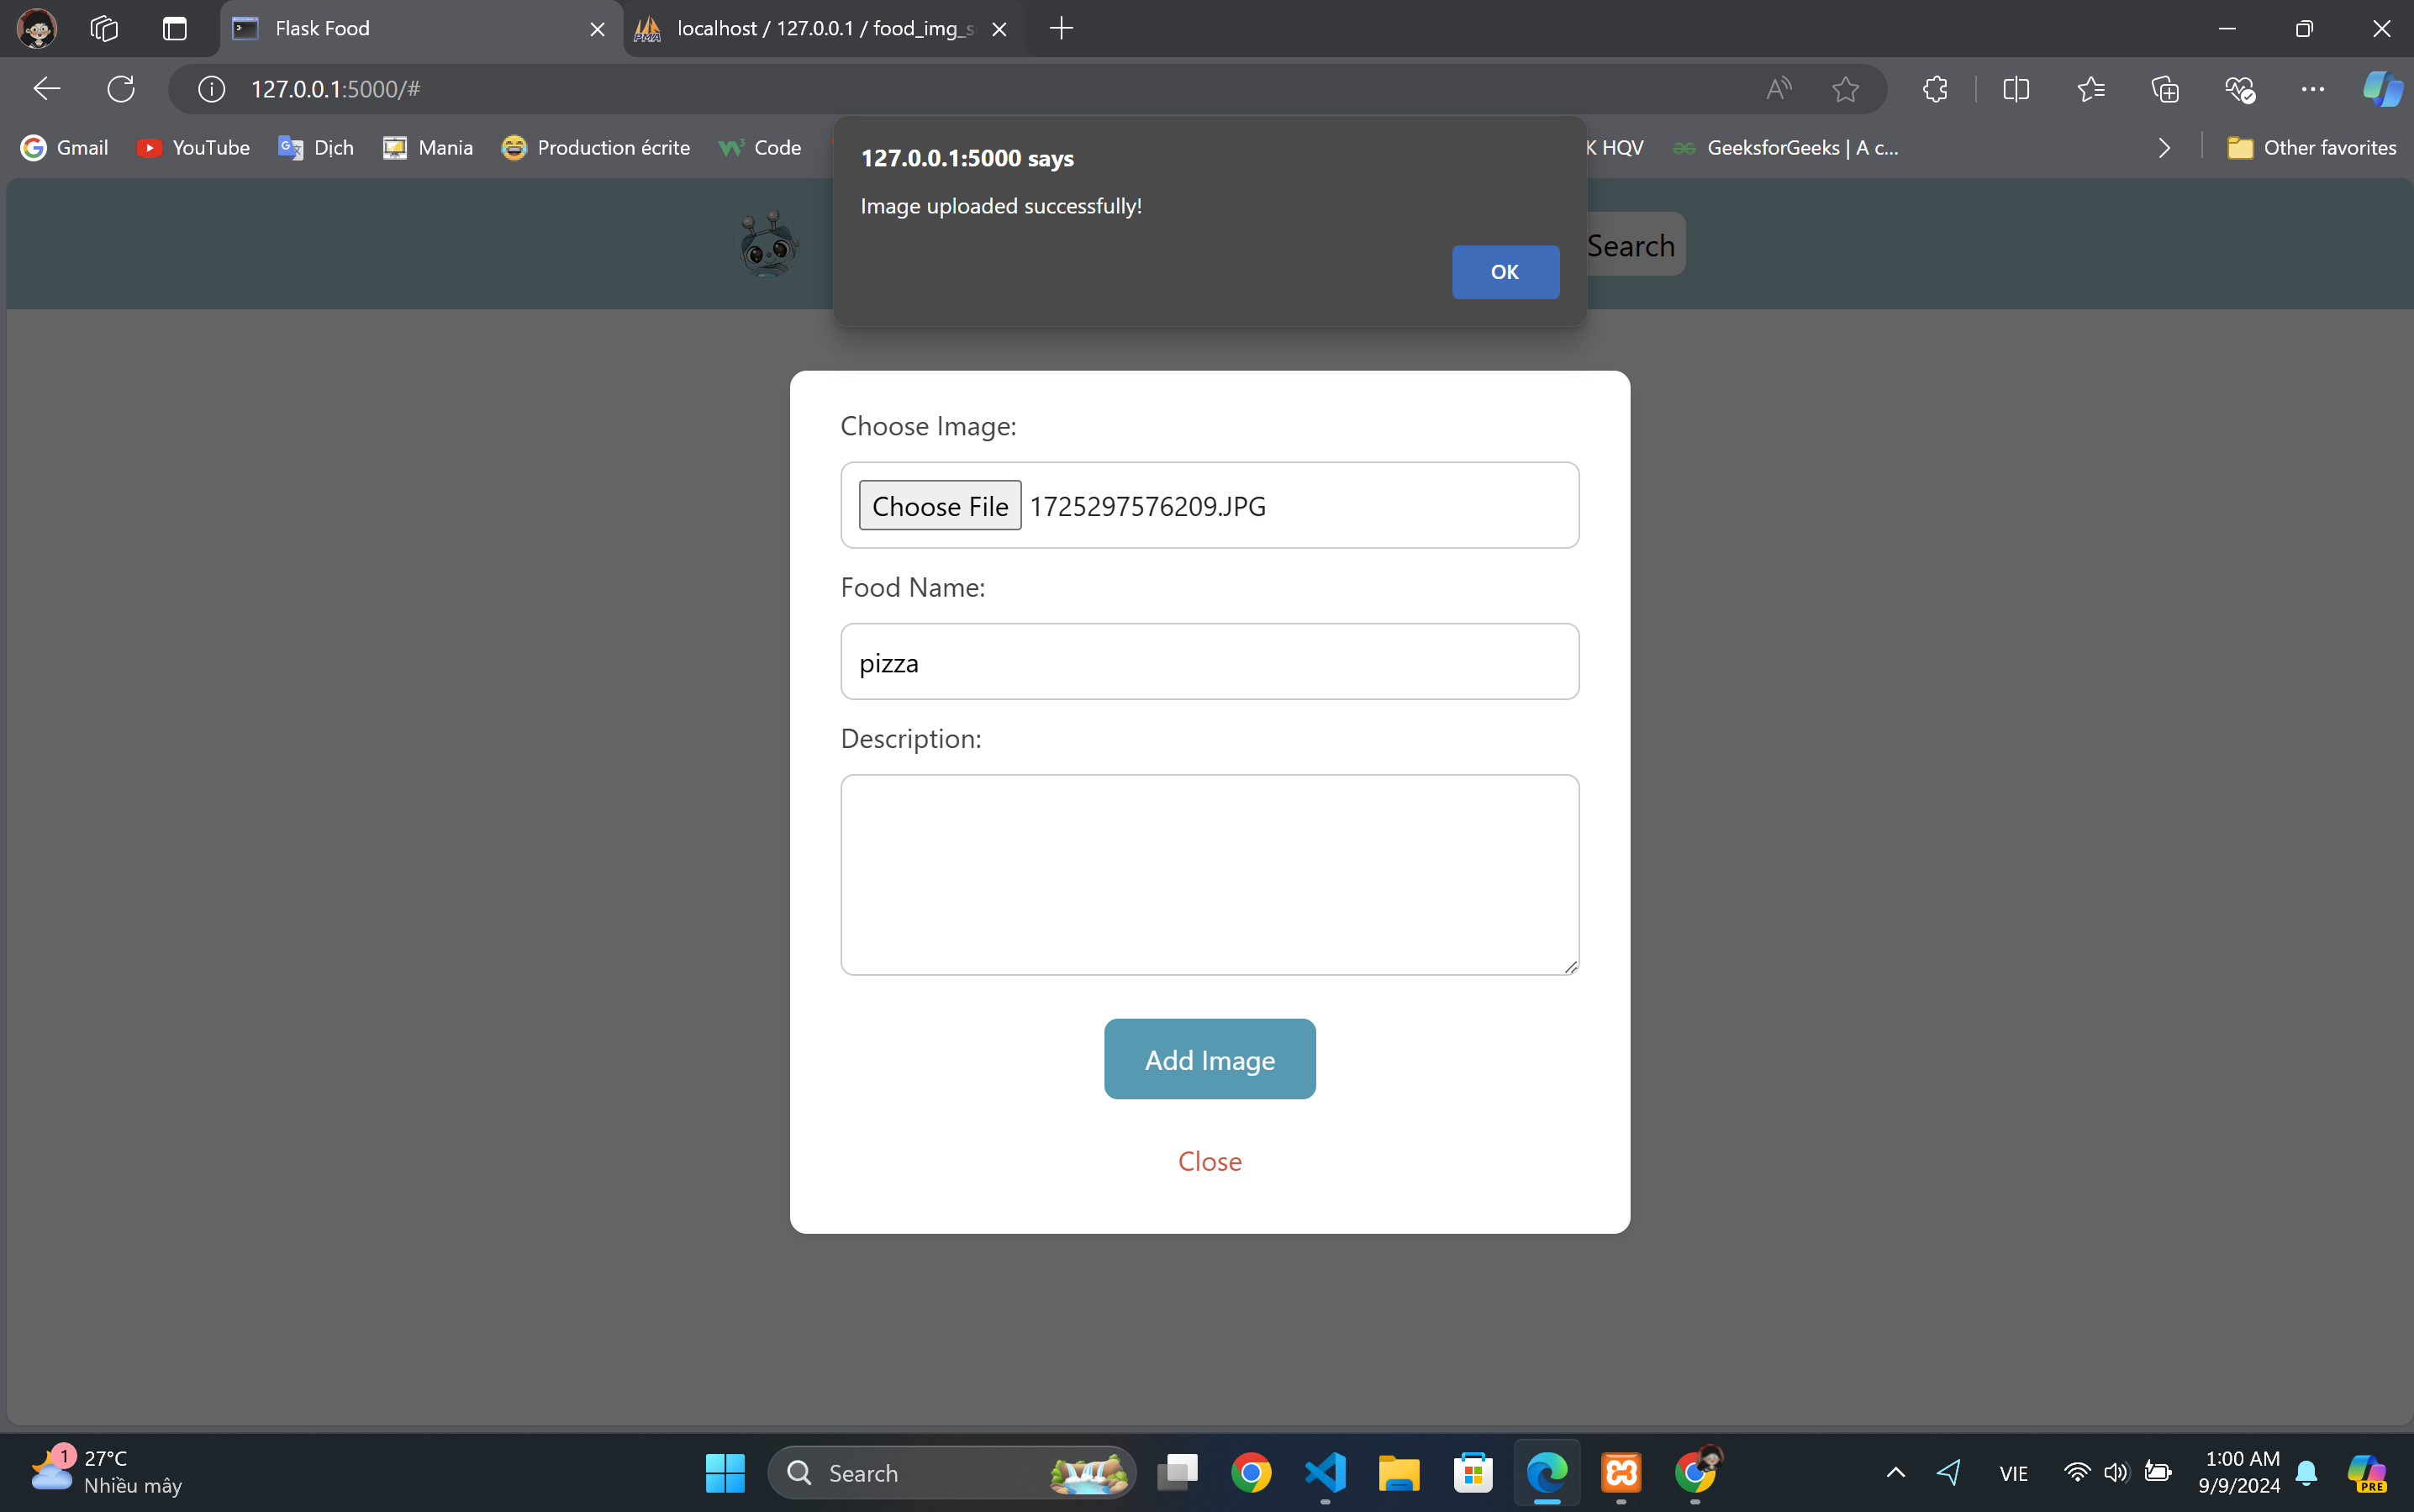 Flask Food
localhost / 127.0.0.1 / food_img_s
127.0.0.1:5000/#
Gmail
YouTube
Dịch
Mania
Production écrite
Code
K HQV
GeeksforGeeks | A c...
Other favorites
127.0.0.1:5000 says
Image uploaded successfully!
OK
Search
Choose Image:
Choose File 1725297576209.JPG
Food Name:
pizza
Description:
Add Image
Close
1
27°C
Nhiều mây
Search
VIE
1:00 AM
9/9/2024
PRE